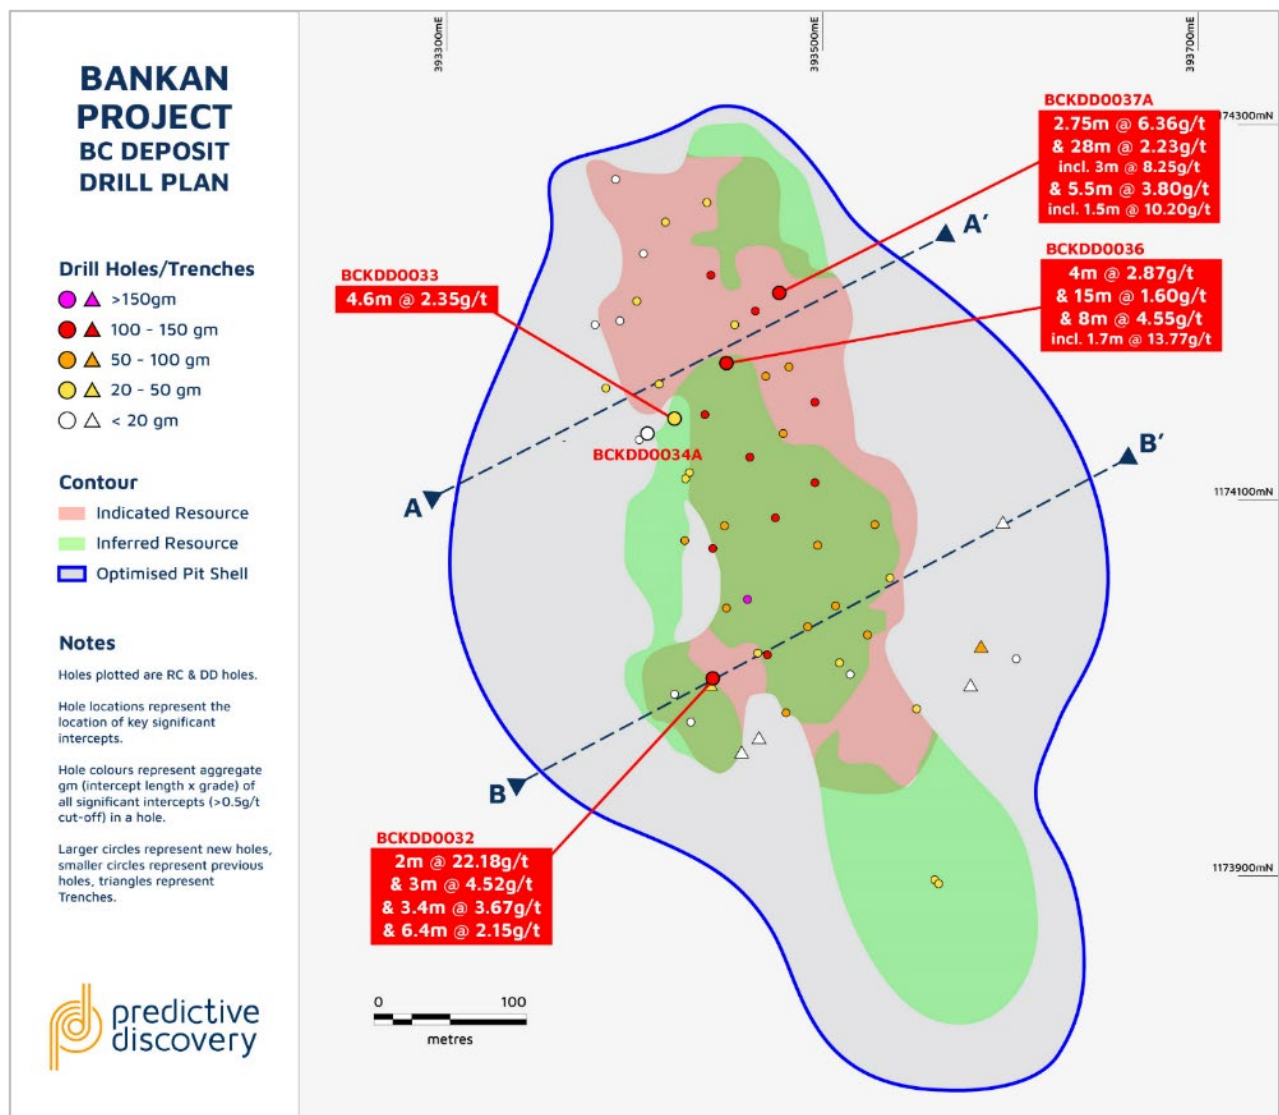 BANKAN
PROJECT
BC DEPOSIT
DRILL PLAN
Drill Holes/Trenches
>150gm
100 - 150 gm
50 - 100 gm
20 - 50 gm
< 20 gm
Contour
Indicated Resource
Inferred Resource
Optimised Pit Shell
Notes
Holes plotted are RC & DD holes.
Hole locations represent the
location of key significant
intercepts.
Hole colours represent aggregate
gm (intercept length x grade) of
all significant intercepts (>0.5g/t
cut-off) in a hole.
Larger circles represent new holes,
smaller circles represent previous
holes, triangles represent
Trenches.
predictive
discovery
393300mE
393500mE
393700mE
BCKDD0037A
2.75m @ 6.36g/t
& 28m @ 2.23g/t
incl. 3m @ 8.25g/t
& 5.5m @ 3.80g/t
incl. 1.5m @ 10.20g/t
174300mN
A'
BCKDD0036
4m @ 2.87g/t
& 15m @ 1.60g/t
& 8m @ 4.55g/t
incl. 1.7m @ 13.77g/t
BCKDD0033
4.6m @ 2.35g/t
BCKDD0034A
B'
A
1174100mN
B
BCKDD0032
2m @ 22.18g/t
& 3m @ 4.52g/t
& 3.4m @ 3.67g/t
& 6.4m @ 2.15g/t
1173900mN
0 100
metres